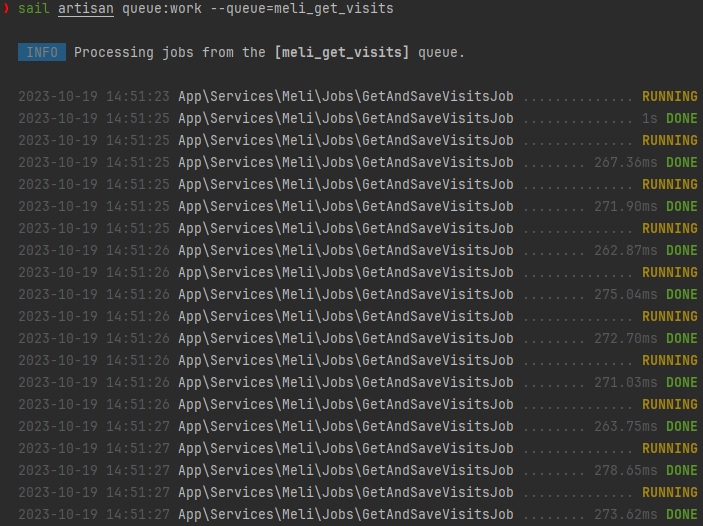 ❯ sail artisan queue:work --queue=meli_get_visits
INFO Processing jobs from the [meli_get_visits] queue.
2023-10-19 14:51:23 App\Services\Meli\Jobs\GetAndSaveVisitsJob .............. RUNNING
2023-10-19 14:51:25 App\Services\Meli\Jobs\GetAndSaveVisitsJob .............. 1s DONE
2023-10-19 14:51:25 App\Services\Meli\Jobs\GetAndSaveVisitsJob .............. RUNNING
2023-10-19 14:51:25 App\Services\Meli\Jobs\GetAndSaveVisitsJob ........ 267.36ms DONE
2023-10-19 14:51:25 App\Services\Meli\Jobs\GetAndSaveVisitsJob .............. RUNNING
2023-10-19 14:51:25 App\Services\Meli\Jobs\GetAndSaveVisitsJob ........ 271.90ms DONE
2023-10-19 14:51:25 App\Services\Meli\Jobs\GetAndSaveVisitsJob .............. RUNNING
2023-10-19 14:51:26 App\Services\Meli\Jobs\GetAndSaveVisitsJob ........ 262.87ms DONE
2023-10-19 14:51:26 App\Services\Meli\Jobs\GetAndSaveVisitsJob .............. RUNNING
2023-10-19 14:51:26 App\Services\Meli\Jobs\GetAndSaveVisitsJob ........ 275.04ms DONE
2023-10-19 14:51:26 App\Services\Meli\Jobs\GetAndSaveVisitsJob .............. RUNNING
2023-10-19 14:51:26 App\Services\Meli\Jobs\GetAndSaveVisitsJob ........ 272.70ms DONE
2023-10-19 14:51:26 App\Services\Meli\Jobs\GetAndSaveVisitsJob .............. RUNNING
2023-10-19 14:51:26 App\Services\Meli\Jobs\GetAndSaveVisitsJob ........ 271.03ms DONE
2023-10-19 14:51:26 App\Services\Meli\Jobs\GetAndSaveVisitsJob .............. RUNNING
2023-10-19 14:51:27 App\Services\Meli\Jobs\GetAndSaveVisitsJob ........ 263.75ms DONE
2023-10-19 14:51:27 App\Services\Meli\Jobs\GetAndSaveVisitsJob .............. RUNNING
2023-10-19 14:51:27 App\Services\Meli\Jobs\GetAndSaveVisitsJob ........ 278.65ms DONE
2023-10-19 14:51:27 App\Services\Meli\Jobs\GetAndSaveVisitsJob .............. RUNNING
2023-10-19 14:51:27 App\Services\Meli\Jobs\GetAndSaveVisitsJob ........ 273.62ms DONE